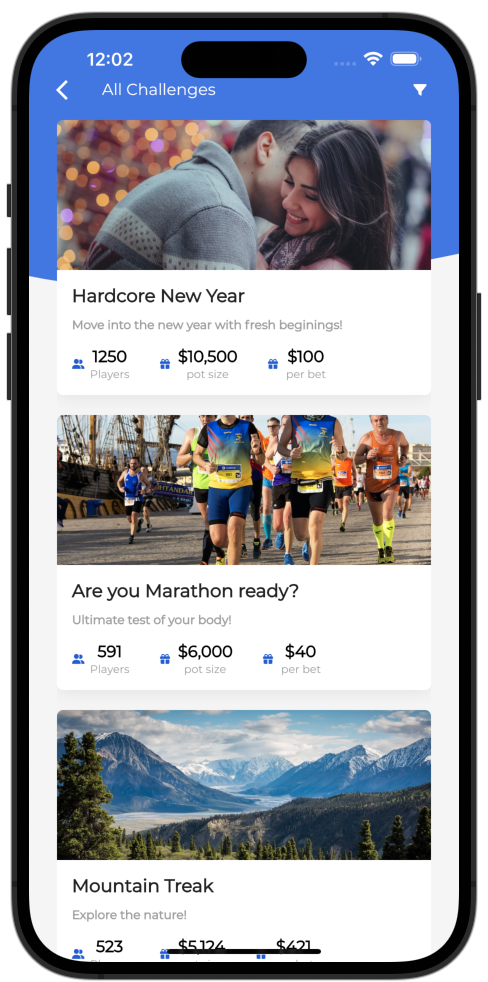 12:02
All Challenges
Hardcore New Year
Move into the new year with fresh beginings!
1250 $10,500 $100
Players pot size per bet
Are you Marathon ready?
Ultimate test of your body!
591 $6,000 $40
Players pot size per bet
Mountain Treak
Explore the nature!
523 $5,124 $421